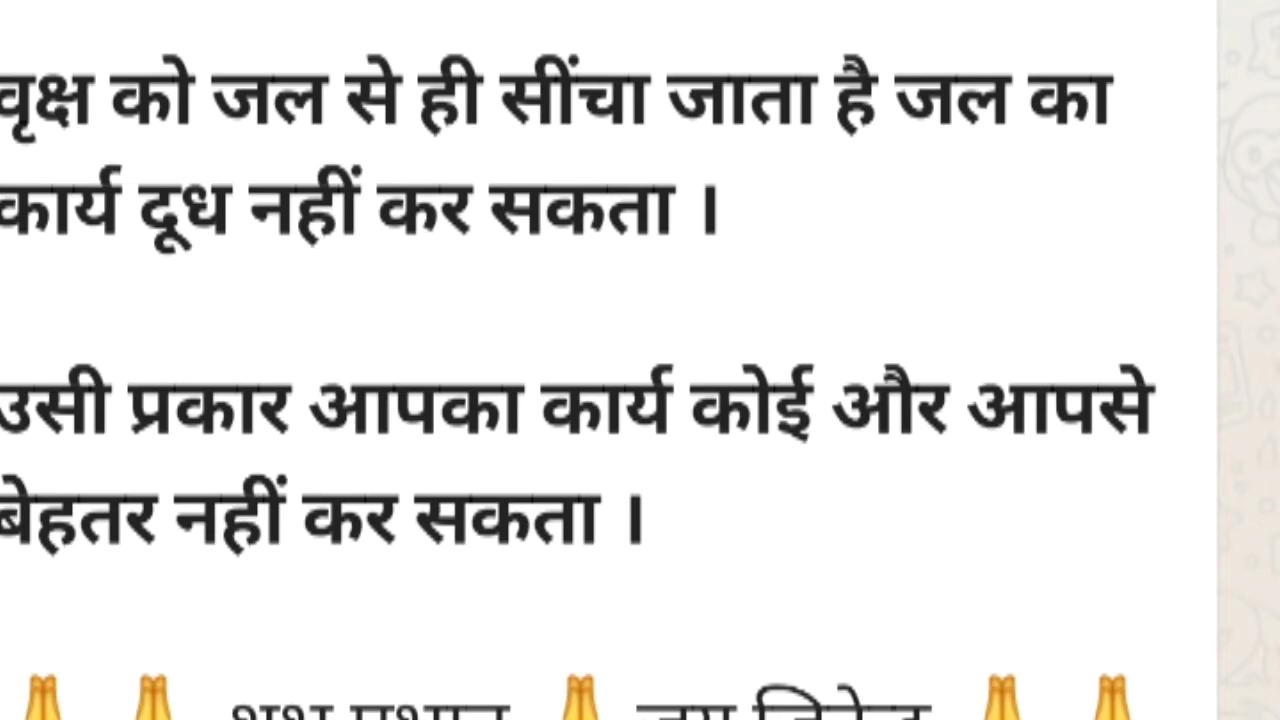 वृक्ष को जल से ही सींचा जाता है जल का
कार्य दूध नहीं कर सकता ।
उसी प्रकार आपका कार्य कोई और आपसे
बेहतर नहीं कर सकता ।